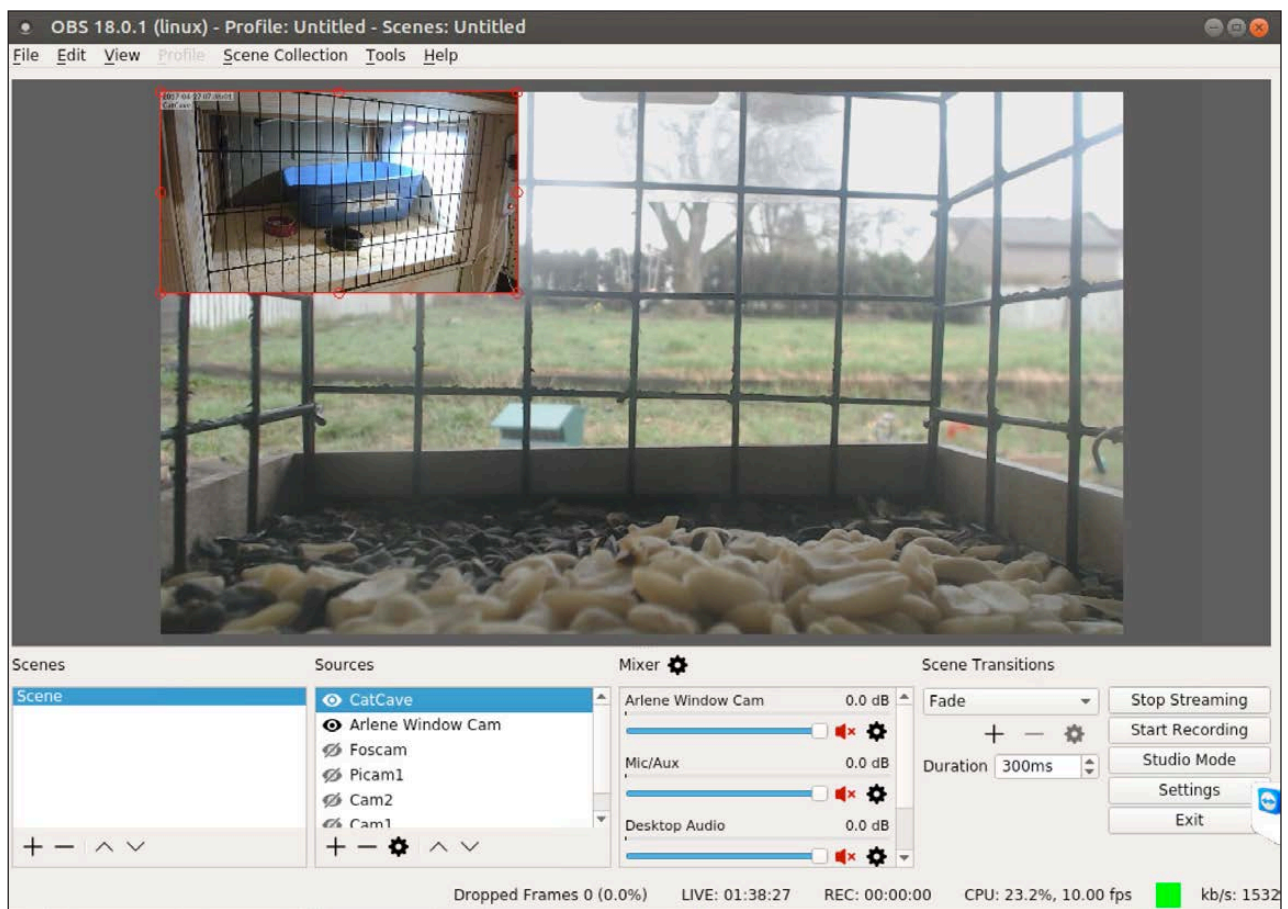 OBS 18.0.1 (linux) - Profile: Untitled - Scenes: Untitled
File Edit View Profile Scene Collection Tools Help
CatCave
Scenes
Scene
Sources
CatCave
Arlene Window Cam
Foscam
Picam1
Cam2
Cam1
Mixer
Arlene Window Cam 0.0 dB
Mic/Aux 0.0 dB
Desktop Audio 0.0 dB
Scene Transitions
Fade
Duration 300ms
Stop Streaming
Start Recording
Studio Mode
Settings
Exit
Dropped Frames 0 (0.0%) LIVE: 01:38:27 REC: 00:00:00 CPU: 23.2%, 10.00 fps kb/s: 1532